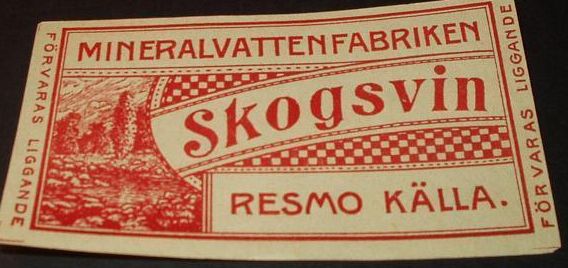 MINERALVATTENFABRIKEN
Skogsvin
RESMO KÄLLA.
FÖRVARAS LIGGANDE
FÖRVARAS LIGGANDE